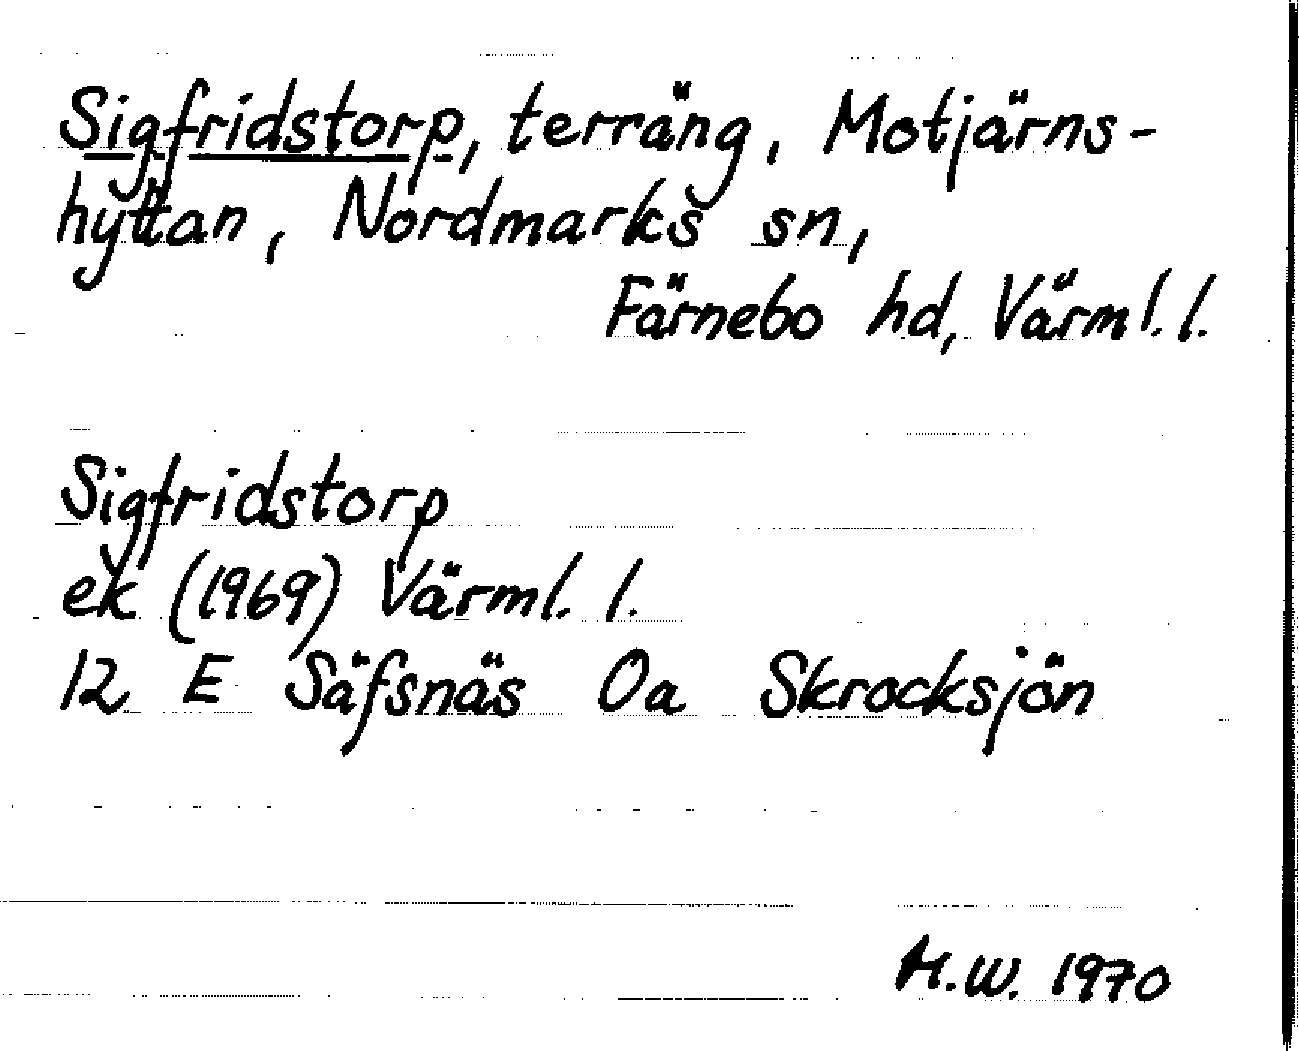 Sigfridstorp, terräng, Motjärns-
hyttan, Nordmarks sn,
Färnebo hd, Värml. l.
Sigfridstorp
ek (1969) Värml. l.
12 E Säfsnäs 0a Skrocksjön
M.W. 1970